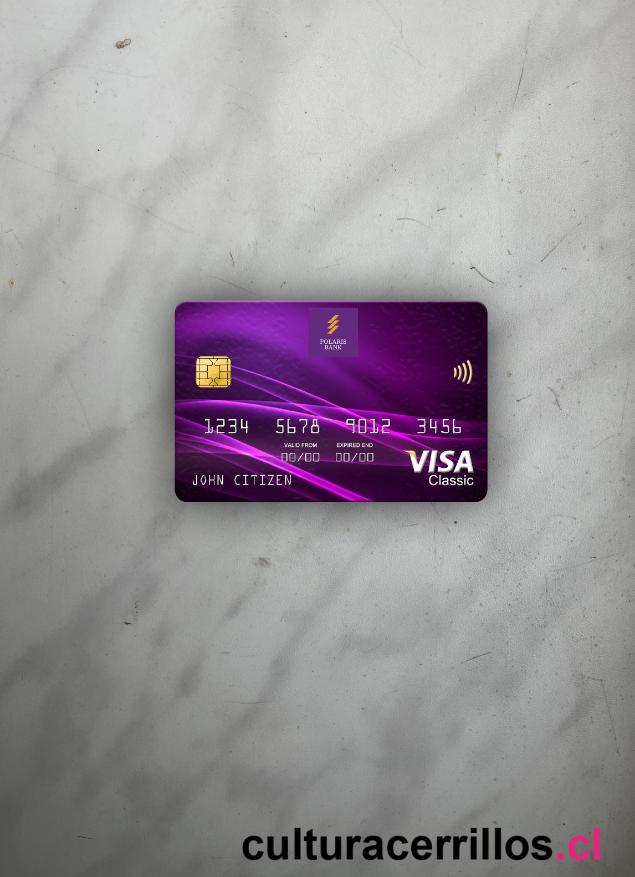 POLARIS
BANK
1234 5678 9012 3456
VALID FROM EXPIRED END
00/00 00/00
VISA
Classic
JOHN CITIZEN
culturacerrillos.cl